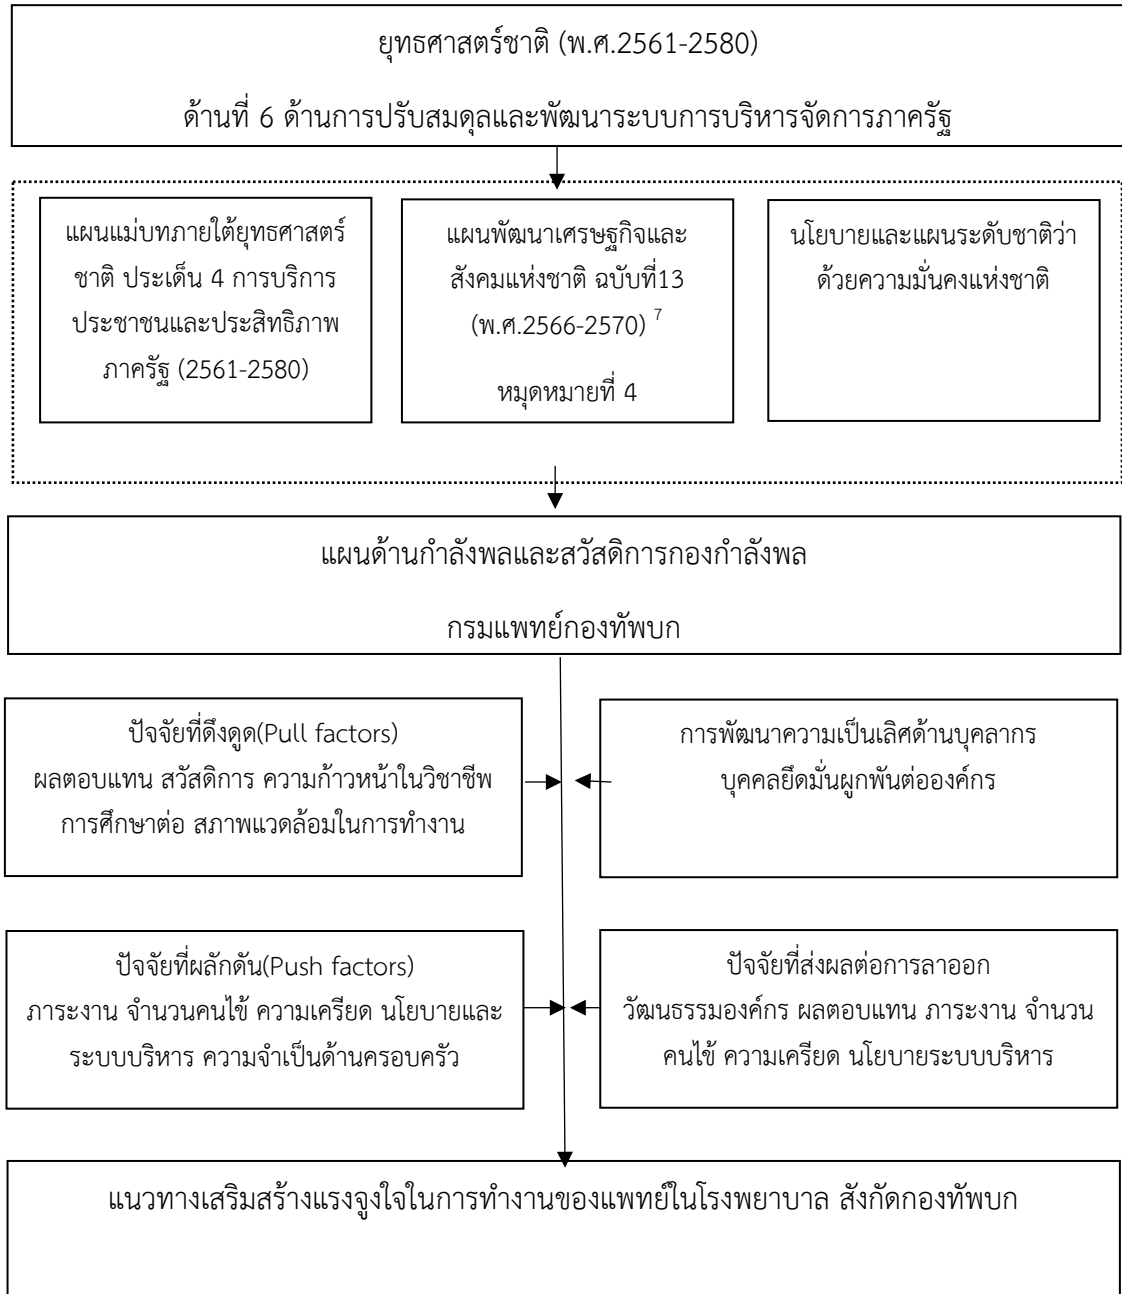 ยุทธศาสตร์ชาติ (พ.ศ.2561-2580)
ด้านที่ 6 ด้านการปรับสมดุลและพัฒนาระบบการบริหารจัดการภาครัฐ
แผนแม่บทภายใต้ยุทธศาสตร์
ชาติ ประเด็น 4 การบริการ
ประชาชนและประสิทธิภาพ
ภาครัฐ (2561-2580)
แผนพัฒนาเศรษฐกิจและ
สังคมแห่งชาติ ฉบับที่13
(พ.ศ.2566-2570) 7
หมุดหมายที่ 4
นโยบายและแผนระดับชาติว่า
ด้วยความมั่นคงแห่งชาติ
แผนด้านกำลังพลและสวัสดิการกองกำลังพล
กรมแพทย์กองทัพบก
ปัจจัยที่ดึงดูด(Pull factors)
ผลตอบแทน สวัสดิการ ความก้าวหน้าในวิชาชีพ
การศึกษาต่อ สภาพแวดล้อมในการทำงาน
การพัฒนาความเป็นเลิศด้านบุคลากร
บุคคลยึดมั่นผูกพันต่อองค์กร
ปัจจัยที่ผลักดัน(Push factors)
ภาระงาน จำนวนคนไข้ ความเครียด นโยบายและ
ระบบบริหาร ความจำเป็นด้านครอบครัว
ปัจจัยที่ส่งผลต่อการลาออก
วัฒนธรรมองค์กร ผลตอบแทน ภาระงาน จำนวน
คนไข้ ความเครียด นโยบายระบบบริหาร
แนวทางเสริมสร้างแรงจูงใจในการทำงานของแพทย์ในโรงพยาบาล สังกัดกองทัพบก